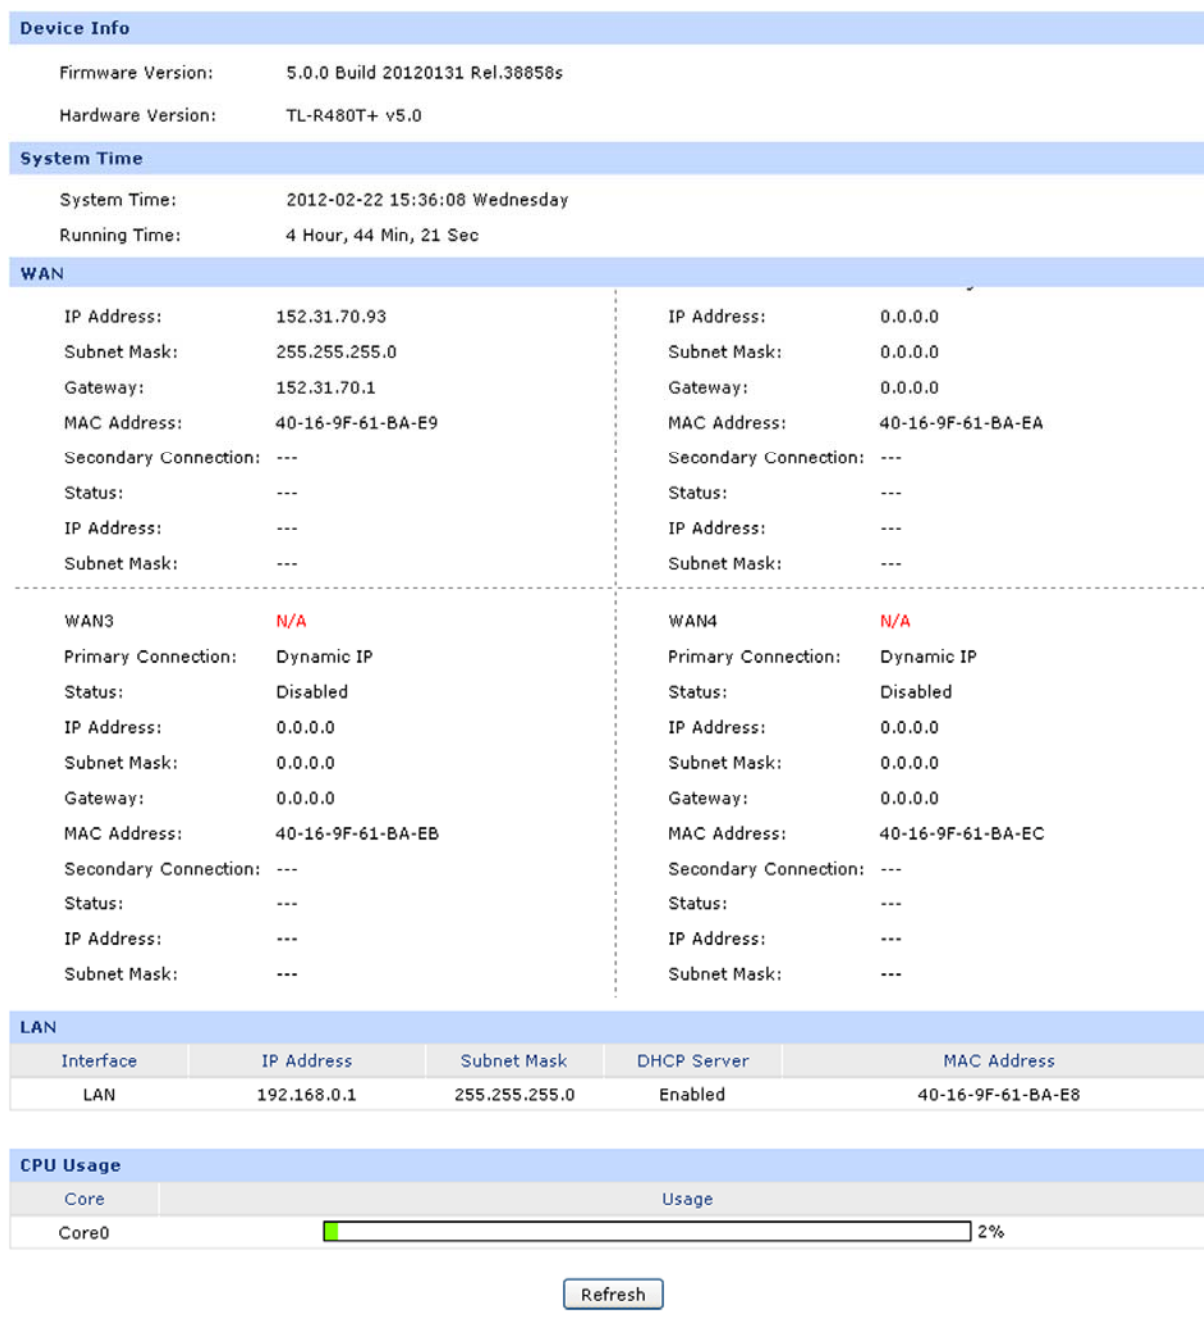 Device Info
Firmware Version: 5.0.0 Build 20120131 Rel.38858s
Hardware Version: TL-R480T+ v5.0
System Time
System Time: 2012-02-22 15:36:08 Wednesday
Running Time: 4 Hour, 44 Min, 21 Sec
WAN
IP Address: 152.31.70.93 IP Address: 0.0.0.0
Subnet Mask: 255.255.255.0 Subnet Mask: 0.0.0.0
Gateway: 152.31.70.1 Gateway: 0.0.0.0
MAC Address: 40-16-9F-61-BA-E9 MAC Address: 40-16-9F-61-BA-EA
Secondary Connection: --- Secondary Connection: ---
Status: --- Status: ---
IP Address: --- IP Address: ---
Subnet Mask: --- Subnet Mask: ---
WAN3 N/A WAN4 N/A
Primary Connection: Dynamic IP Primary Connection: Dynamic IP
Status: Disabled Status: Disabled
IP Address: 0.0.0.0 IP Address: 0.0.0.0
Subnet Mask: 0.0.0.0 Subnet Mask: 0.0.0.0
Gateway: 0.0.0.0 Gateway: 0.0.0.0
MAC Address: 40-16-9F-61-BA-EB MAC Address: 40-16-9F-61-BA-EC
Secondary Connection: --- Secondary Connection: ---
Status: --- Status: ---
IP Address: --- IP Address: ---
Subnet Mask: --- Subnet Mask: ---
LAN
Interface IP Address Subnet Mask DHCP Server MAC Address
LAN 192.168.0.1 255.255.255.0 Enabled 40-16-9F-61-BA-E8
CPU Usage
Core Usage
Core0 2%
Refresh